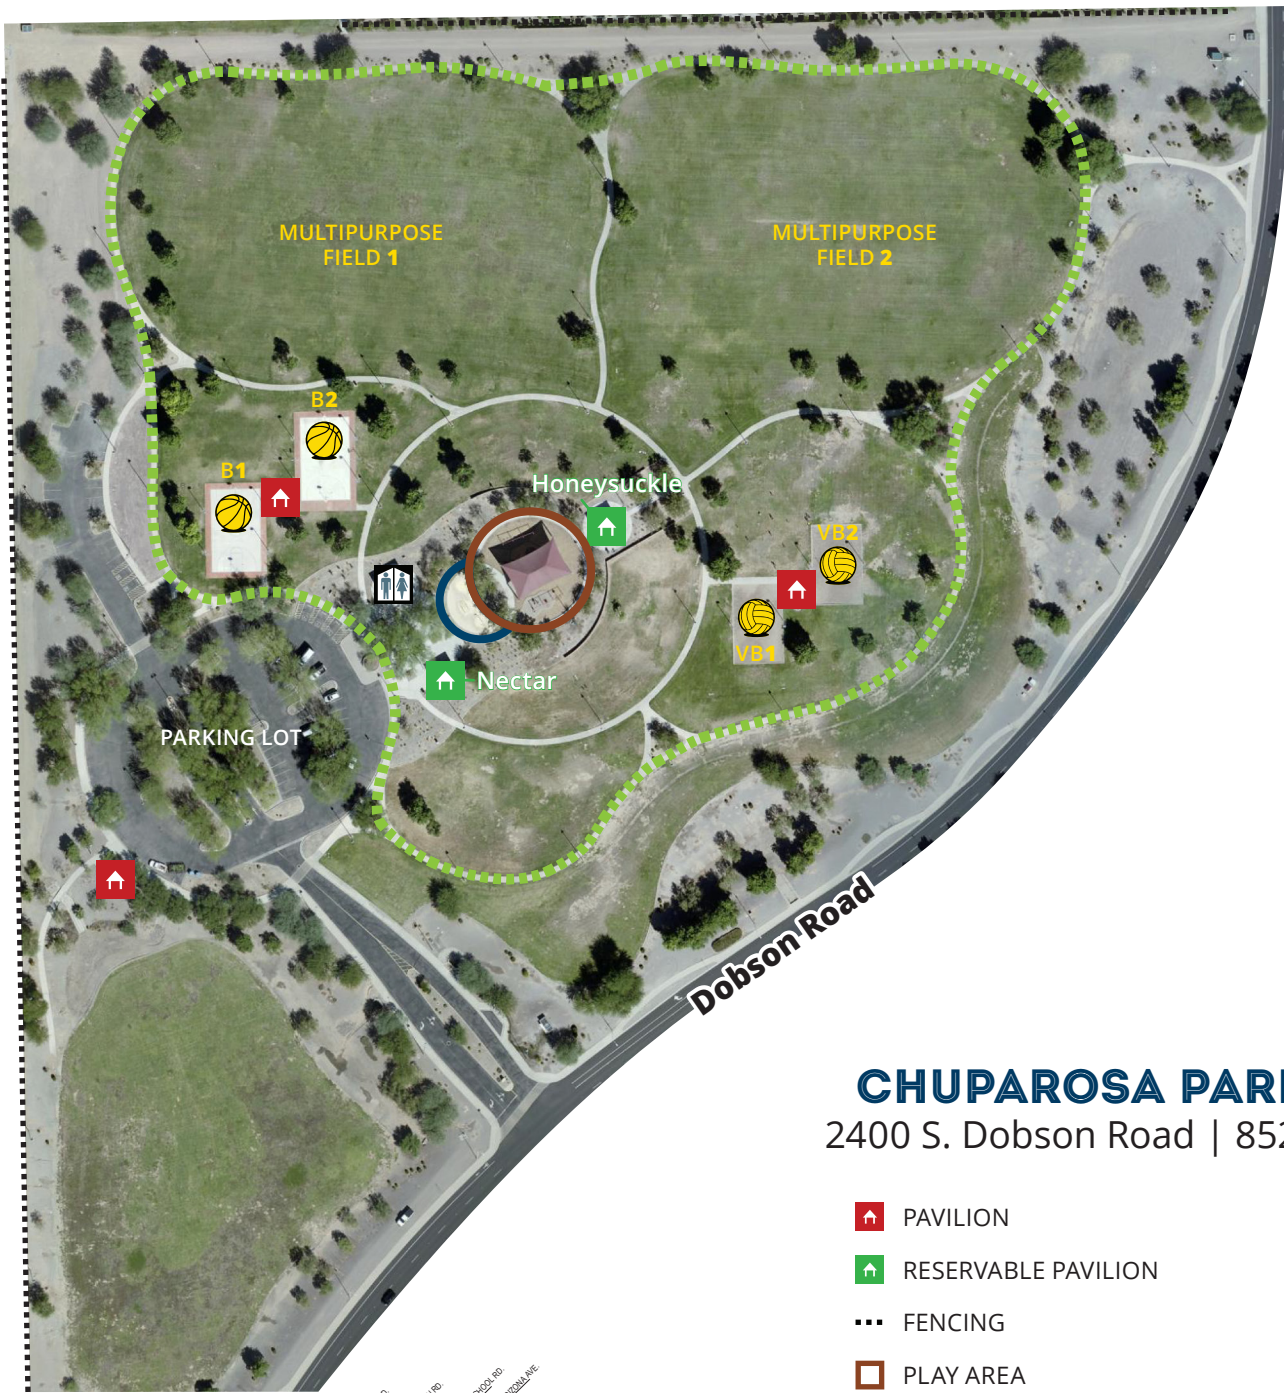 MULTIPURPOSE
FIELD 1
MULTIPURPOSE
FIELD 2
B2
B1
Honeysuckle
VB2
VB1
Nectar
PARKING LOT
Dobson Road
CHUPAROSA PAR
2400 S. Dobson Road | 852
PAVILION
RESERVABLE PAVILION
FENCING
PLAY AREA